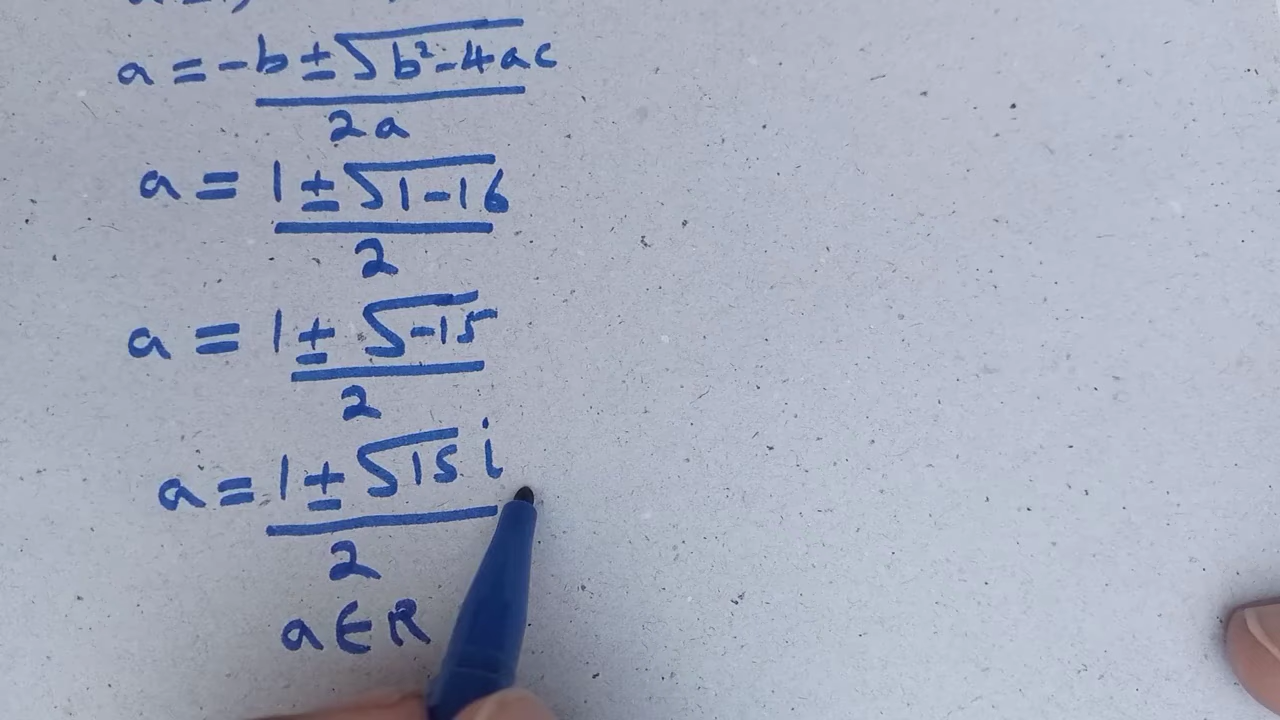 a = -b ± √b² - 4ac
2a
a = 1 ± √1 - 16
2
a = 1 ± √-15
2
a = 1 ± √15 i
2
a ∈ R